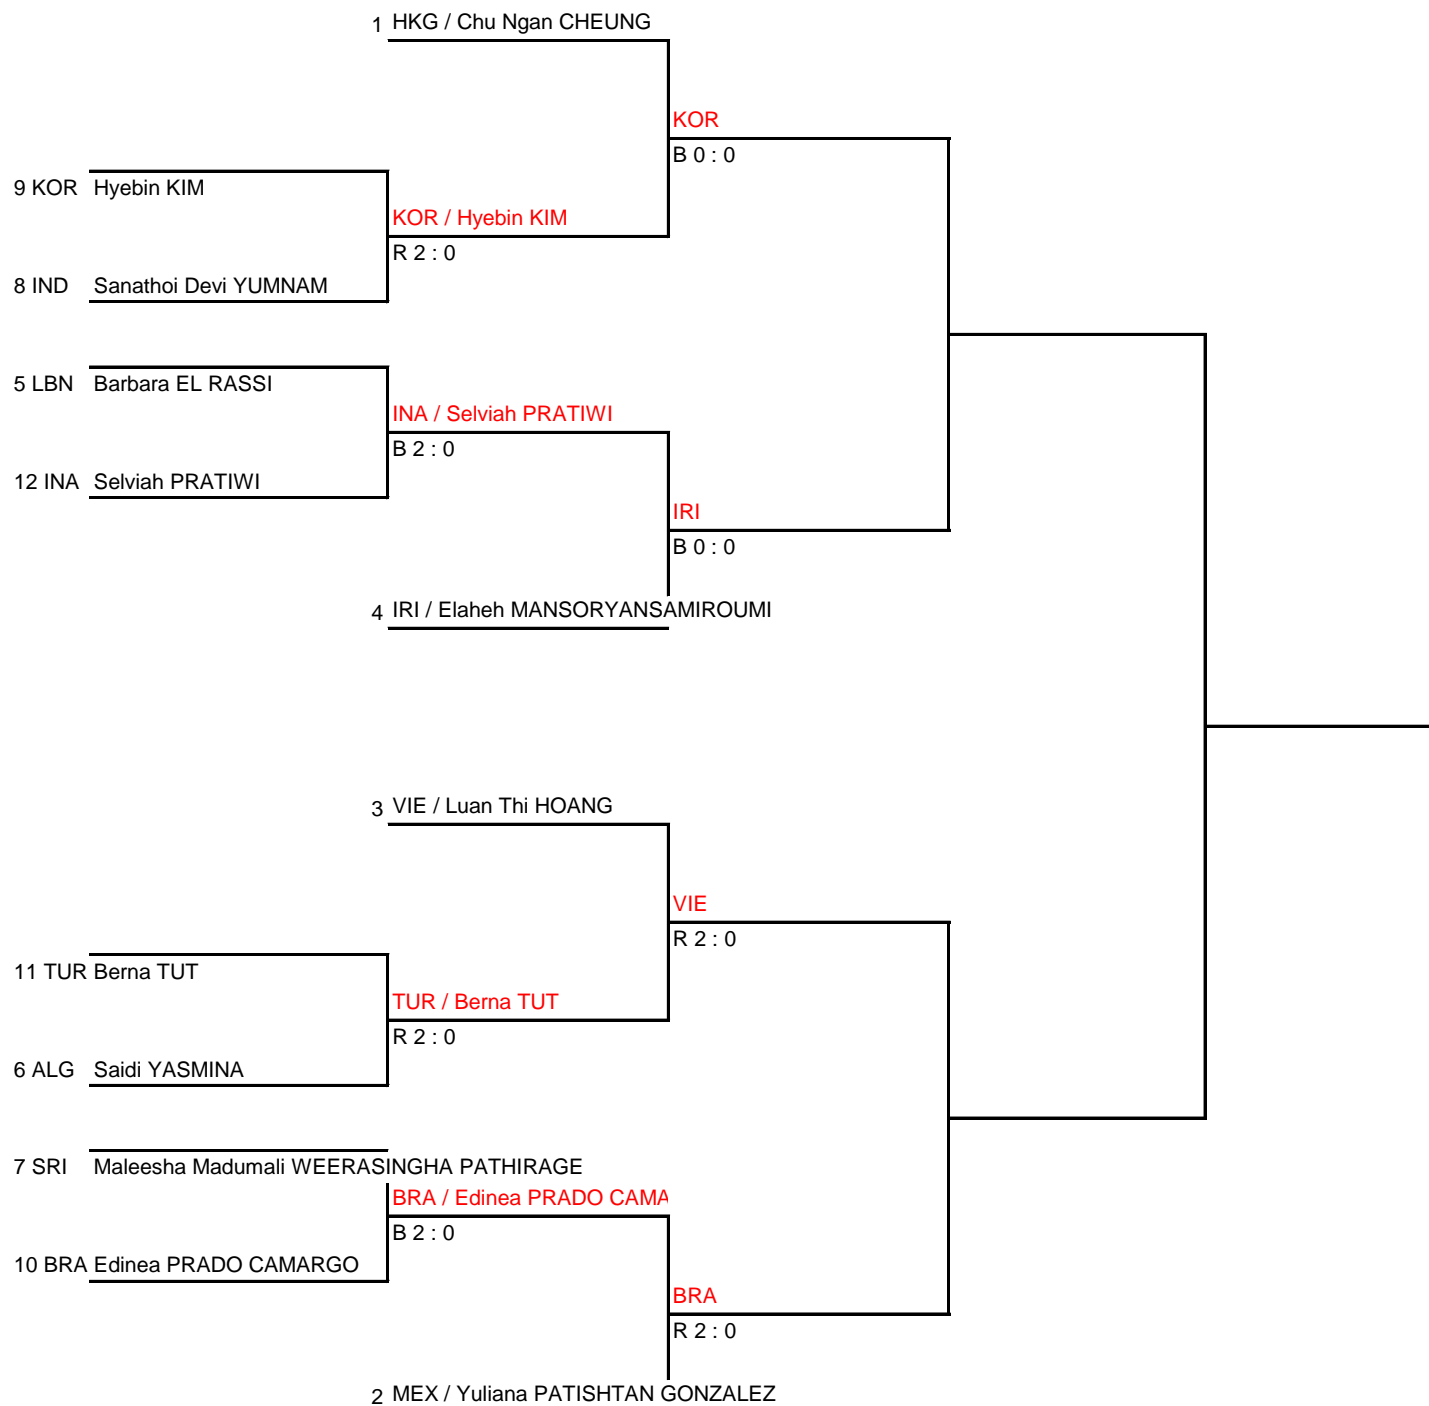 1 HKG / Chu Ngan CHEUNG
KOR
B 0 : 0
9 KOR Hyebin KIM
KOR / Hyebin KIM
R 2 : 0
8 IND Sanathoi Devi YUMNAM
5 LBN Barbara EL RASSI
INA / Selviah PRATIWI
B 2 : 0
12 INA Selviah PRATIWI
IRI
B 0 : 0
4 IRI / Elaheh MANSORYANSAMIROUMI
3 VIE / Luan Thi HOANG
VIE
R 2 : 0
11 TUR Berna TUT
TUR / Berna TUT
R 2 : 0
6 ALG Saidi YASMINA
7 SRI Maleesha Madumali WEERASINGHA PATHIRAGE
BRA / Edinea PRADO CAMA
B 2 : 0
10 BRA Edinea PRADO CAMARGO
BRA
R 2 : 0
2 MEX / Yuliana PATISHTAN GONZALEZ